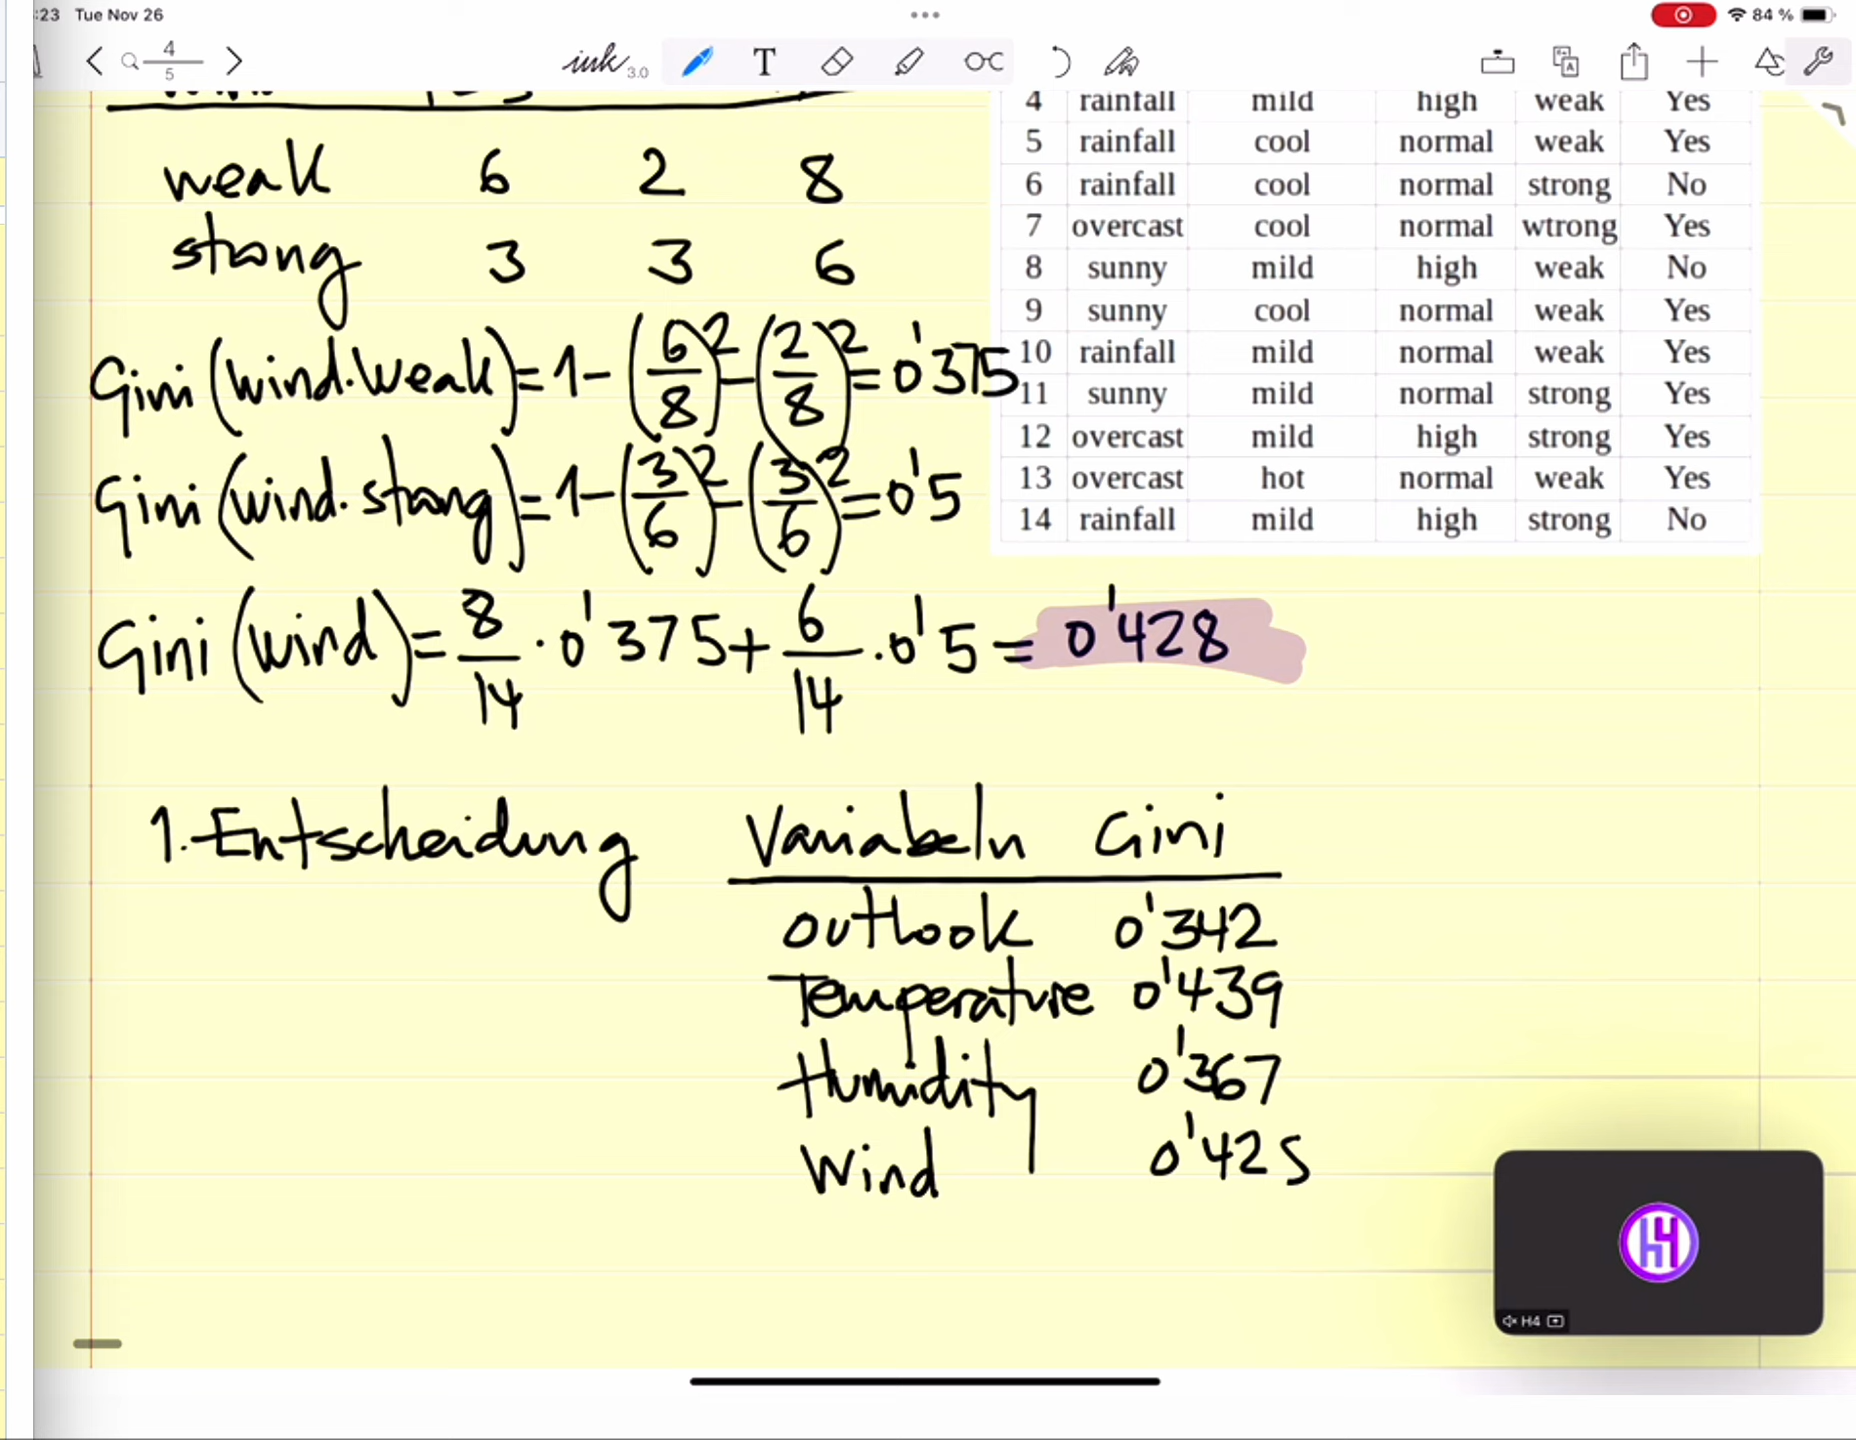 :23 Tue Nov 26
84 %
4
5
ink 3.0
T
weak 6 2 8
strong 3 3 6
Gini (wind.weak) = 1 - (6/8)² - (2/8)² = 0'375
Gini (wind.strong) = 1 - (3/6)² - (3/6)² = 0'5
Gini (wind) = 8/14 · 0'375 + 6/14 · 0'5 = 0'428
4 rainfall mild high weak Yes
5 rainfall cool normal weak Yes
6 rainfall cool normal strong No
7 overcast cool normal wtrong Yes
8 sunny mild high weak No
9 sunny cool normal weak Yes
10 rainfall mild normal weak Yes
11 sunny mild normal strong Yes
12 overcast mild high strong Yes
13 overcast hot normal weak Yes
14 rainfall mild high strong No
1. Entscheidung
Variabeln Gini
Outlook 0'342
Temperature 0'439
Humidity 0'367
Wind 0'425
H4